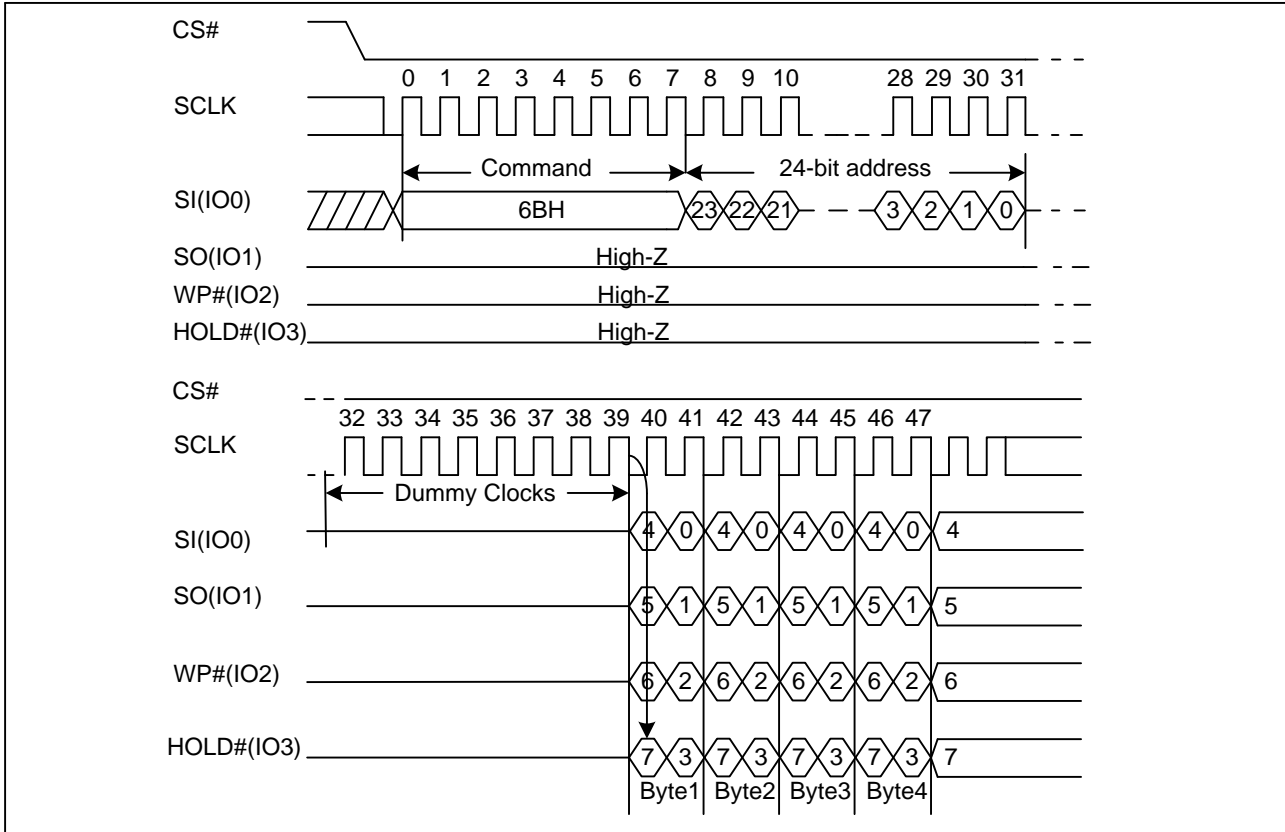 CS#
0 1 2 3 4 5 6 7 8 9 10 28 29 30 31
SCLK
Command 24-bit address
SI(IO0) 6BH 23 22 21 3 2 1 0
SO(IO1) High-Z
WP#(IO2) High-Z
HOLD#(IO3) High-Z
CS#
32 33 34 35 36 37 38 39 40 41 42 43 44 45 46 47
SCLK
Dummy Clocks
SI(IO0) 4 0 4 0 4 0 4 0 4
SO(IO1) 5 1 5 1 5 1 5 1 5
WP#(IO2) 6 2 6 2 6 2 6 2 6
HOLD#(IO3) 7 3 7 3 7 3 7 3 7
Byte1 Byte2 Byte3 Byte4